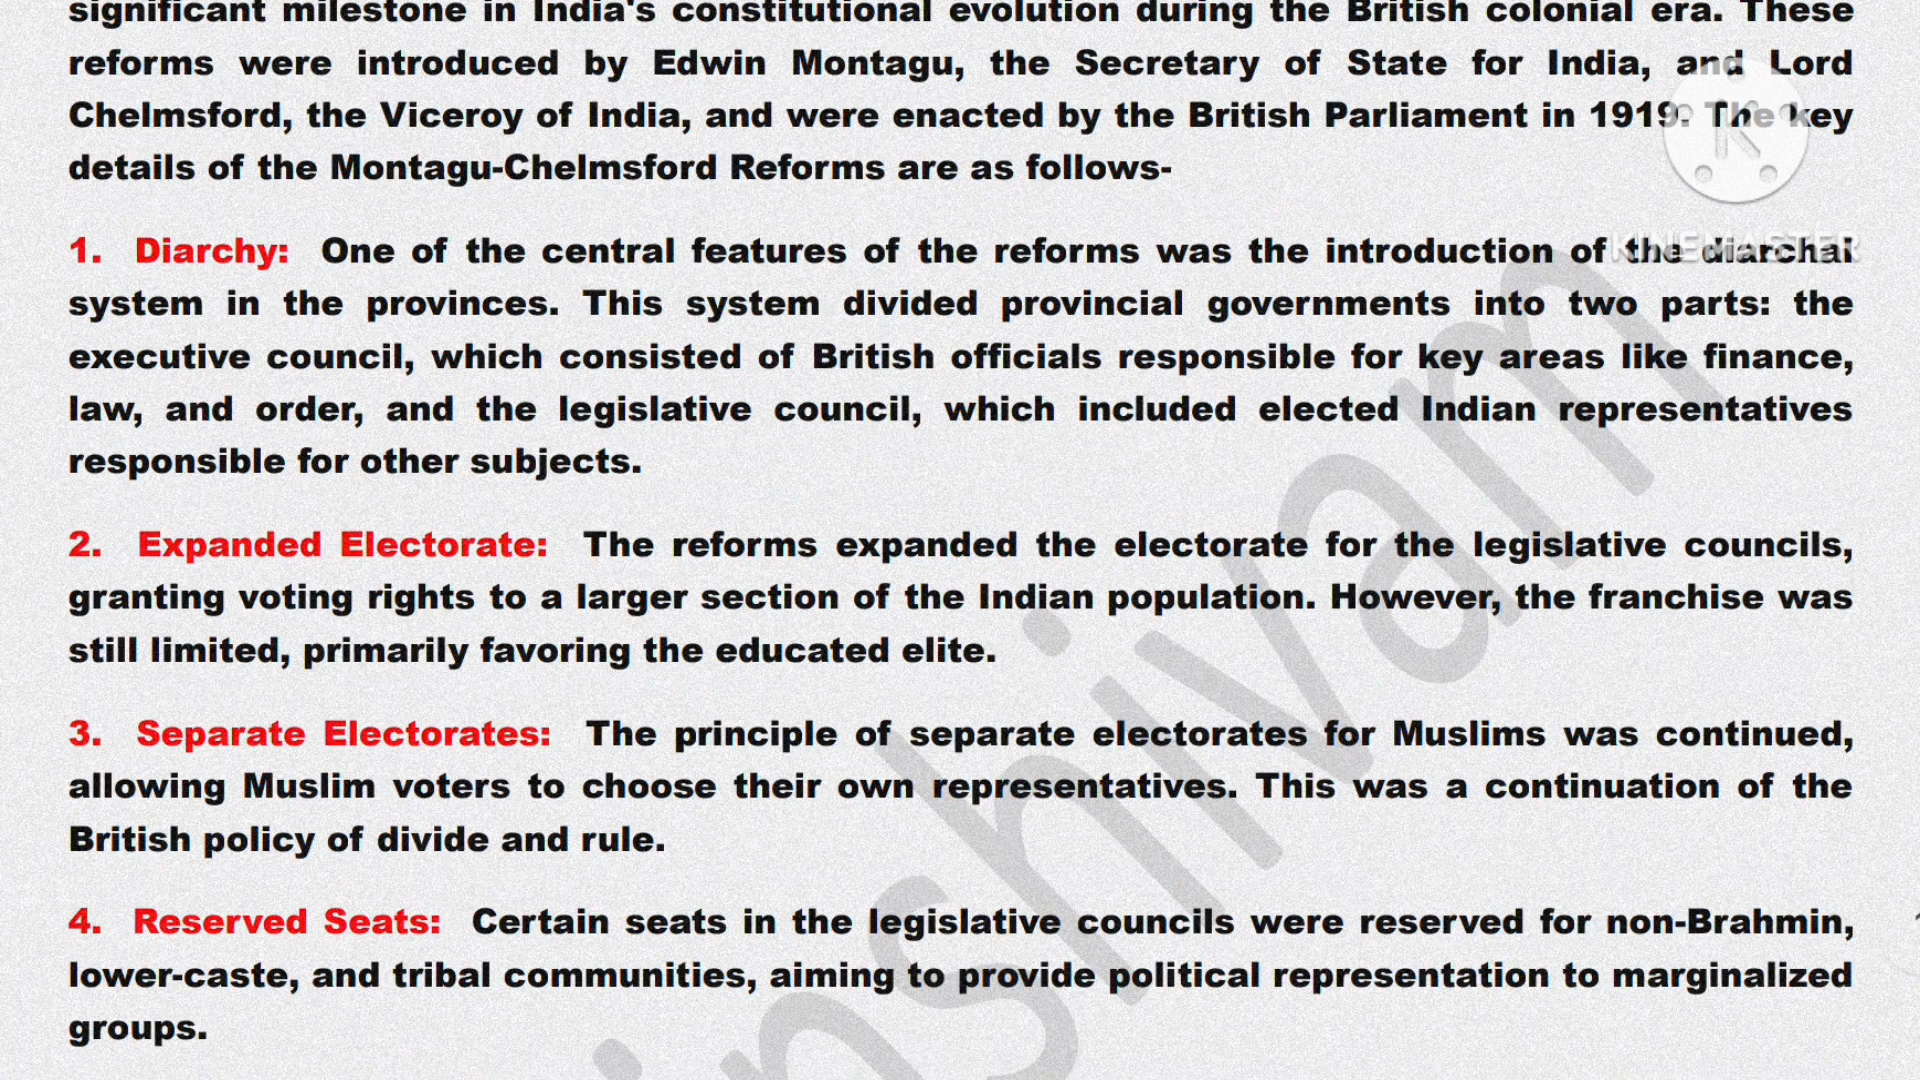 significant milestone in India's constitutional evolution during the British colonial era. These
reforms were introduced by Edwin Montagu, the Secretary of State for India, and Lord
Chelmsford, the Viceroy of India, and were enacted by the British Parliament in 1919. The key
details of the Montagu-Chelmsford Reforms are as follows-
1. Diarchy: One of the central features of the reforms was the introduction of the diarchal
system in the provinces. This system divided provincial governments into two parts: the
executive council, which consisted of British officials responsible for key areas like finance,
law, and order, and the legislative council, which included elected Indian representatives
responsible for other subjects.
2. Expanded Electorate: The reforms expanded the electorate for the legislative councils,
granting voting rights to a larger section of the Indian population. However, the franchise was
still limited, primarily favoring the educated elite.
3. Separate Electorates: The principle of separate electorates for Muslims was continued,
allowing Muslim voters to choose their own representatives. This was a continuation of the
British policy of divide and rule.
4. Reserved Seats: Certain seats in the legislative councils were reserved for non-Brahmin,
lower-caste, and tribal communities, aiming to provide political representation to marginalized
groups.
K
KINEMASTER
inshivam